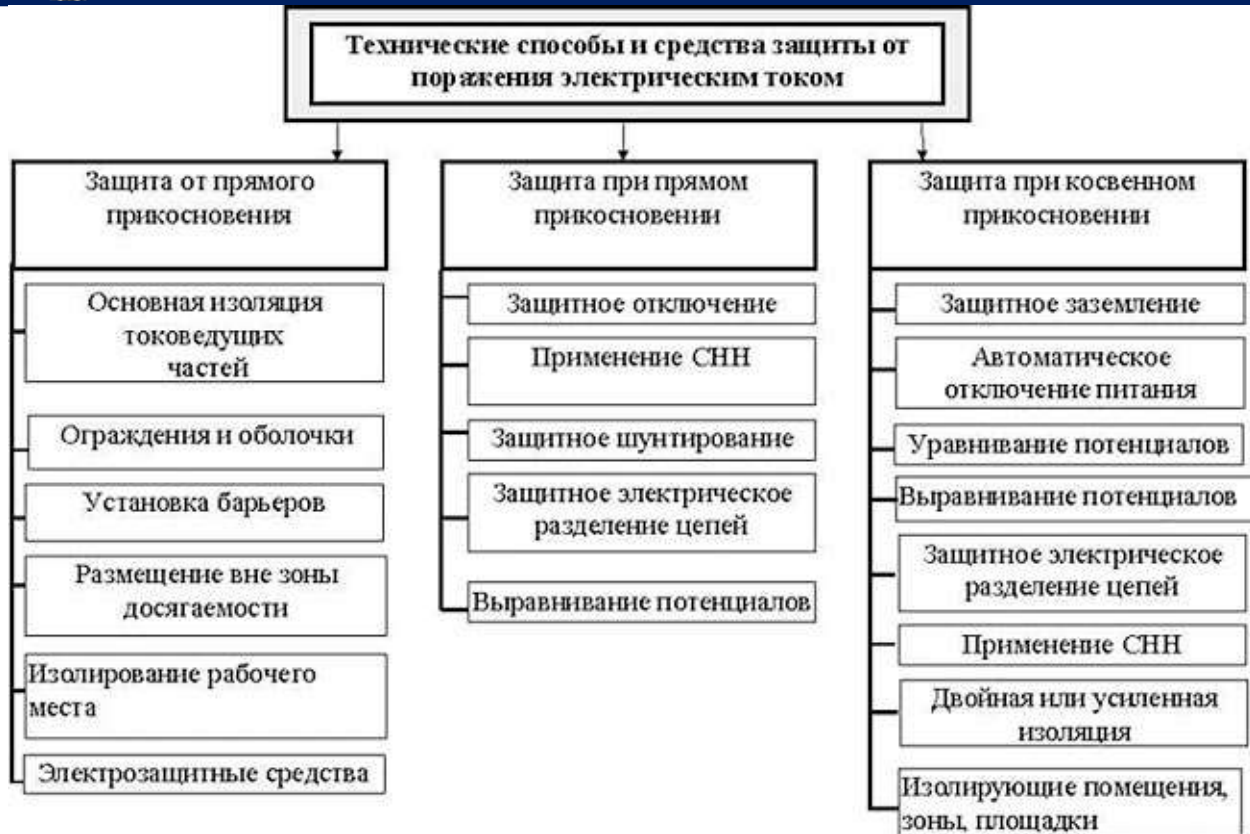 Технические способы и средства защиты от
поражения электрическим током
Защита от прямого
прикосновения
Основная изоляция
токоведущих
частей
Ограждения и оболочки
Установка барьеров
Размещение вне зоны
досягаемости
Изолирование рабочего
места
Электрозащитные средства
Защита при прямом
прикосновении
Защитное отключение
Применение СНН
Защитное шунтирование
Защитное электрическое
разделение цепей
Выравнивание потенциалов
Защита при косвенном
прикосновении
Защитное заземление
Автоматическое
отключение питания
Уравнивание потенциалов
Выравнивание потенциалов
Защитное электрическое
разделение цепей
Применение СНН
Двойная или усиленная
изоляция
Изолирующие помещения,
зоны, площадки